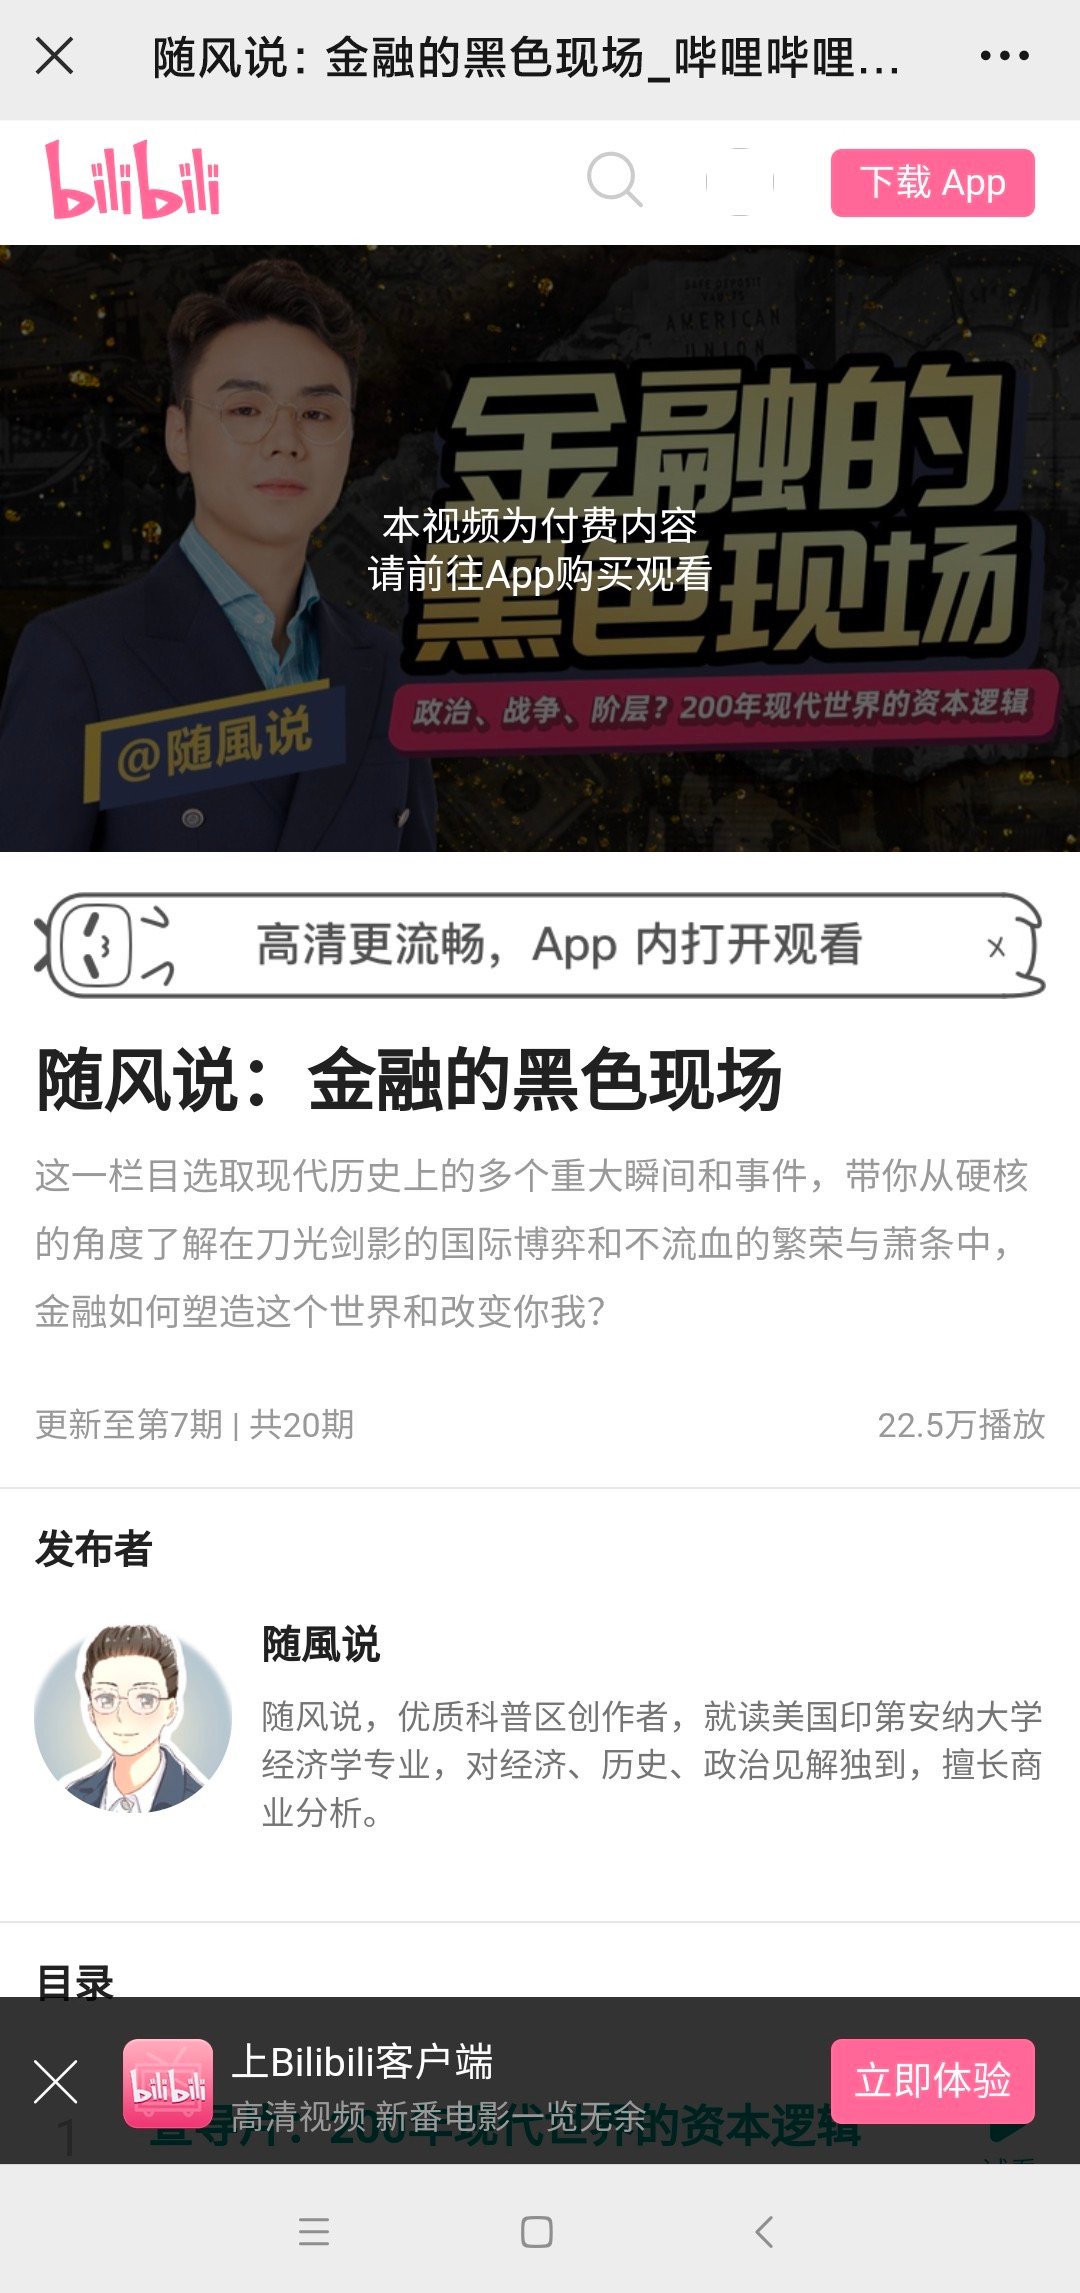 随风说：金融的黑色现场_哔哩哔哩...
bilibili
下载 App
SAFE DEPOSIT
VAULTS
AMERICAN
UNION
金融的
黑色现场
本视频为付费内容
请前往App购买观看
@随風说
政治、战争、阶层？200年现代世界的资本逻辑
高清更流畅，App 内打开观看
随风说：金融的黑色现场
这一栏目选取现代历史上的多个重大瞬间和事件，带你从硬核
的角度了解在刀光剑影的国际博弈和不流血的繁荣与萧条中，
金融如何塑造这个世界和改变你我？
更新至第7期 | 共20期
22.5万播放
发布者
随風说
随风说，优质科普区创作者，就读美国印第安纳大学
经济学专业，对经济、历史、政治见解独到，擅长商
业分析。
目录
bilibili
上Bilibili客户端
高清视频 新番电影一览无余
立即体验
1
宣导片：200年现代世界的资本逻辑